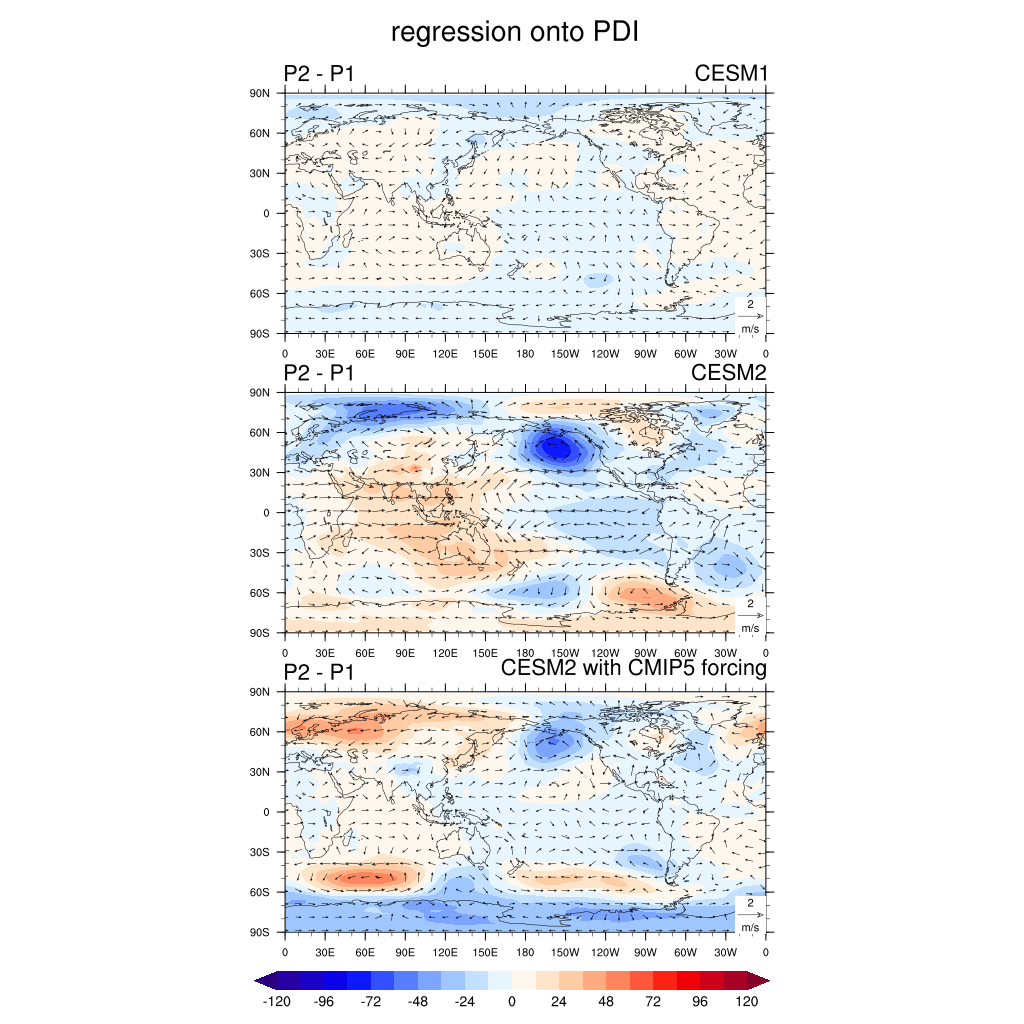 regression onto PDI
P2 - P1 CESM1
90N
60N
30N
0
30S
60S
90S
2
m/s
0 30E 60E 90E 120E 150E 180 150W 120W 90W 60W 30W 0
P2 - P1 CESM2
90N
60N
30N
0
30S
60S
90S
2
m/s
0 30E 60E 90E 120E 150E 180 150W 120W 90W 60W 30W 0
P2 - P1 CESM2 with CMIP5 forcing
90N
60N
30N
0
30S
60S
90S
2
m/s
0 30E 60E 90E 120E 150E 180 150W 120W 90W 60W 30W 0
-120 -96 -72 -48 -24 0 24 48 72 96 120